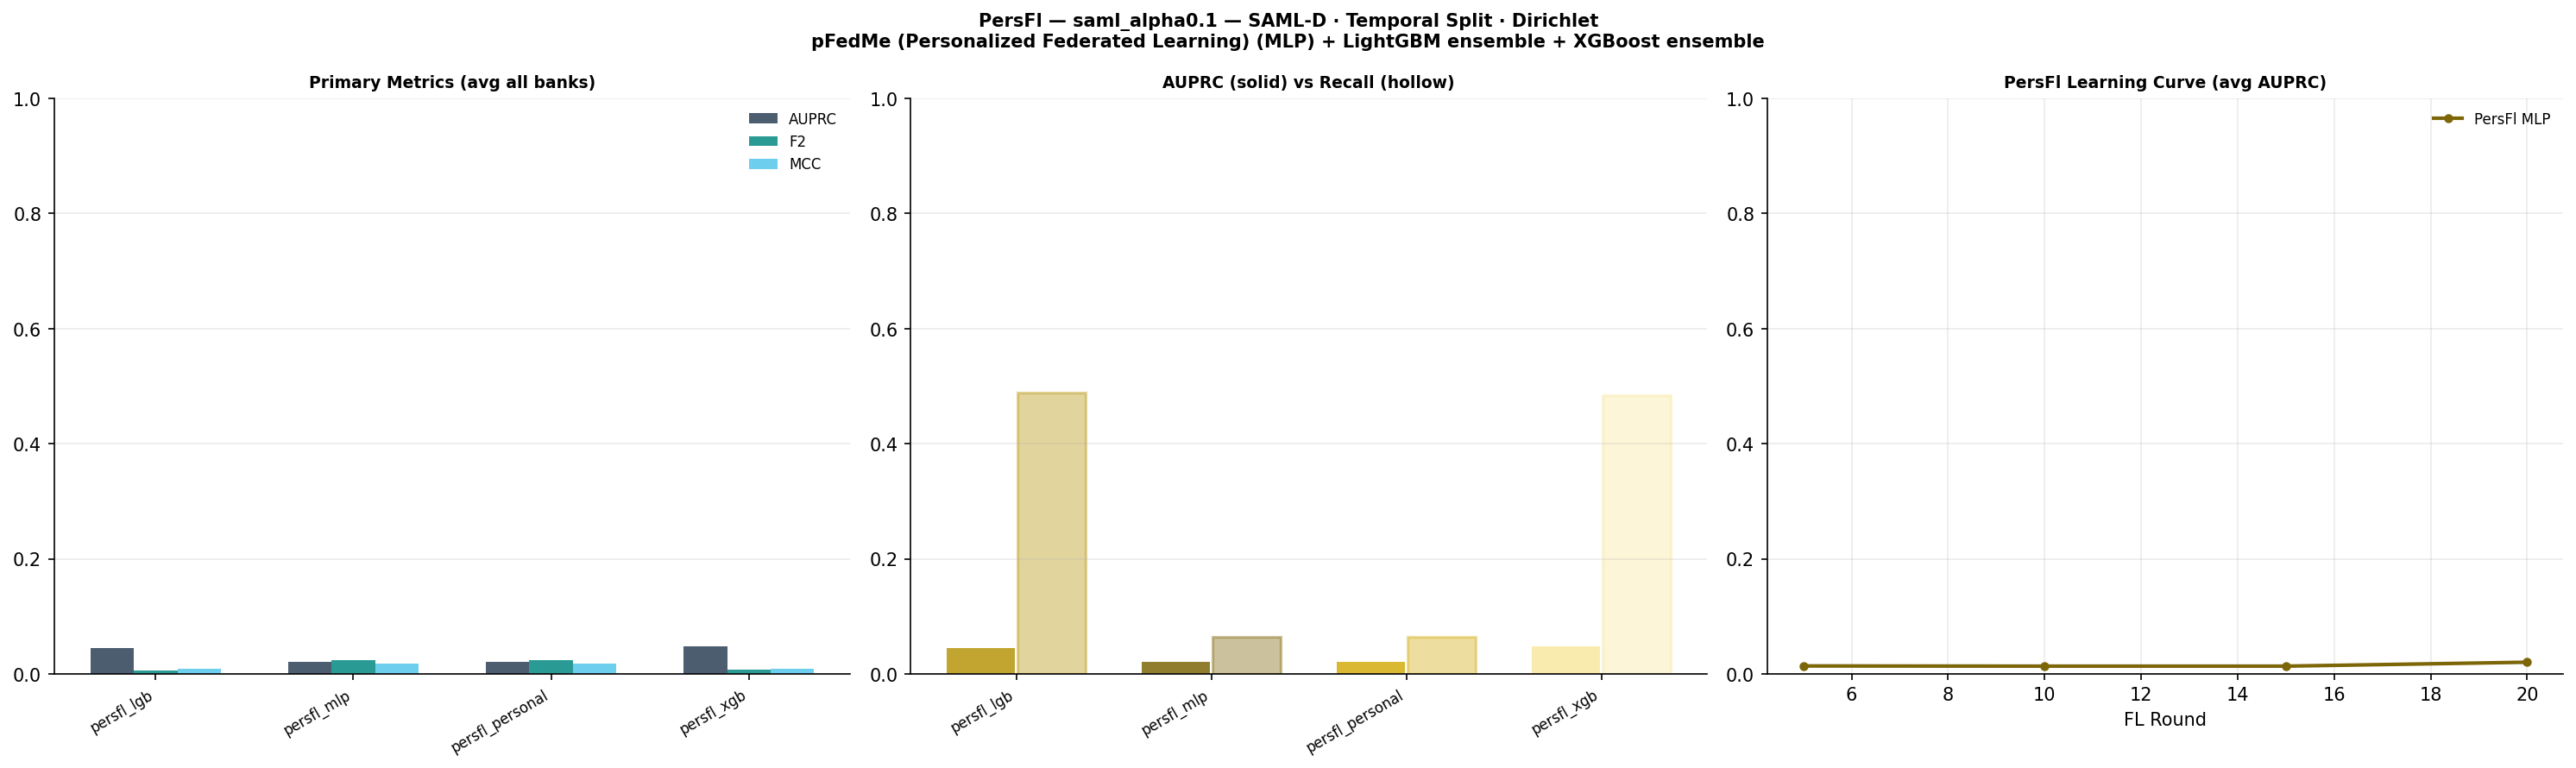 PersFl — saml_alpha0.1 — SAML-D · Temporal Split · Dirichlet
pFedMe (Personalized Federated Learning) (MLP) + LightGBM ensemble + XGBoost ensemble
Primary Metrics (avg all banks)
1.0
0.8
0.6
0.4
0.2
0.0
AUPRC
F2
MCC
persfl_lgb
persfl_mlp
persfl_personal
persfl_xgb
AUPRC (solid) vs Recall (hollow)
1.0
0.8
0.6
0.4
0.2
0.0
persfl_lgb
persfl_mlp
persfl_personal
persfl_xgb
PersFl Learning Curve (avg AUPRC)
1.0
0.8
0.6
0.4
0.2
0.0
PersFl MLP
6 8 10 12 14 16 18 20
FL Round